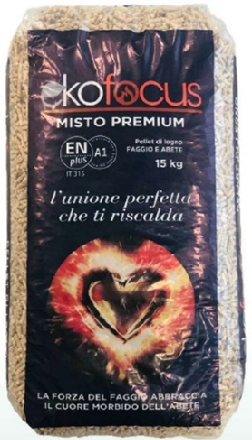 ökofocus
MISTO PREMIUM
EN
plus
A1
IT 315
Pellet di legno
FAGGIO E ABETE
15 kg
l'unione perfetta
che ti riscalda
LA FORZA DEL FAGGIO ABBRACCIA
IL CUORE MORBIDO DELL'ABETE